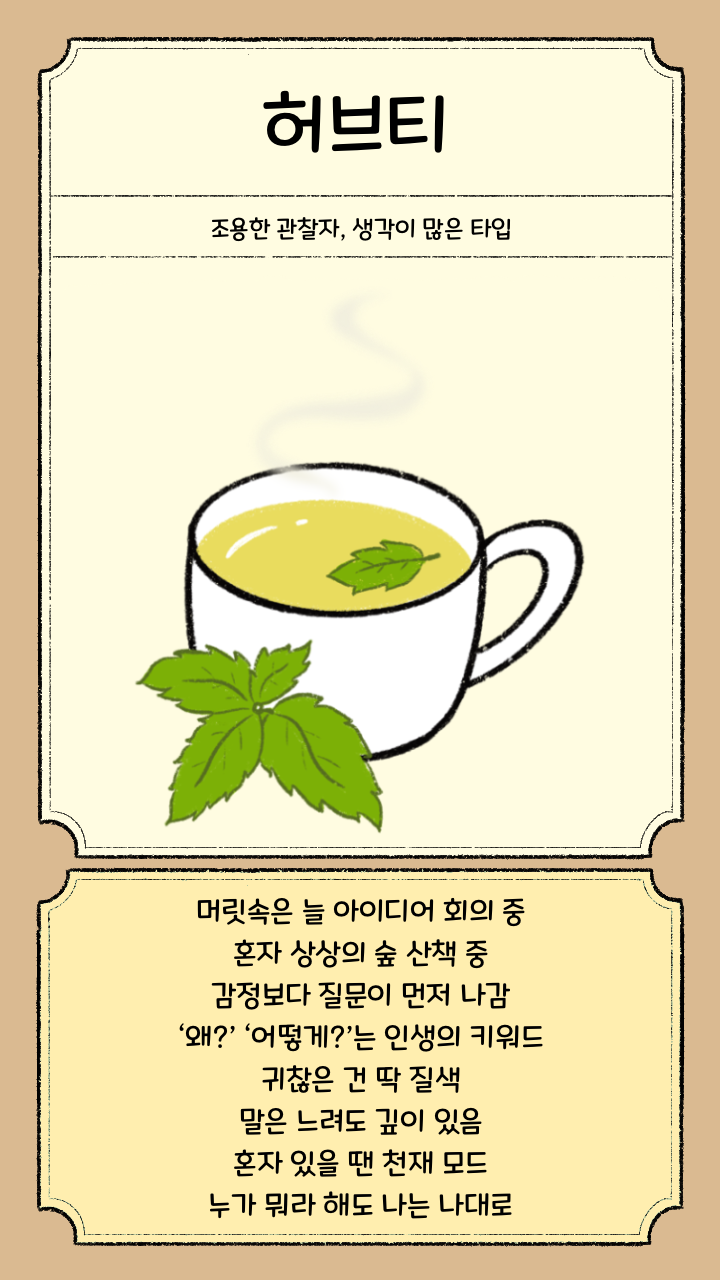 허브티
조용한 관찰자, 생각이 많은 타입
머릿속은 늘 아이디어 회의 중
혼자 상상의 숲 산책 중
감정보다 질문이 먼저 나감
‘왜?’ ‘어떻게?’는 인생의 키워드
귀찮은 건 딱 질색
말은 느려도 깊이 있음
혼자 있을 땐 천재 모드
누가 뭐라 해도 나는 나대로